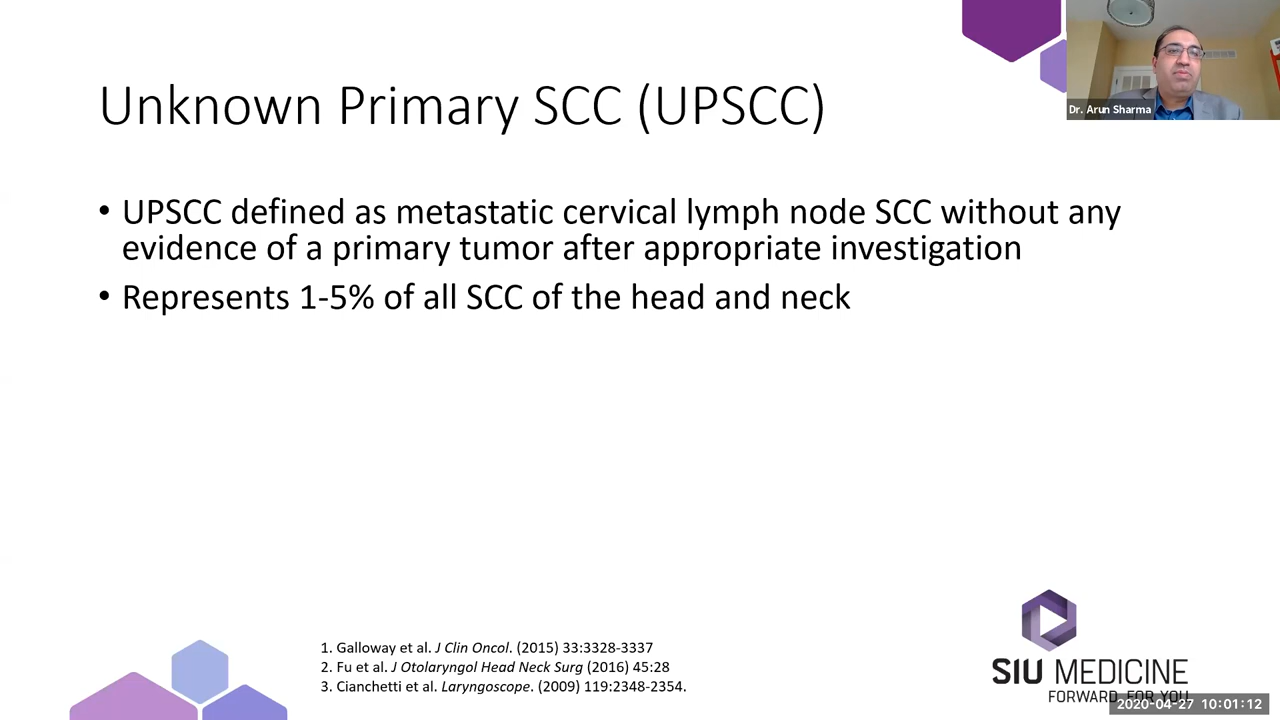 Unknown Primary SCC (UPSCC)
Dr. Arun Sharma
• UPSCC defined as metastatic cervical lymph node SCC without any
evidence of a primary tumor after appropriate investigation
• Represents 1-5% of all SCC of the head and neck
1. Galloway et al. J Clin Oncol. (2015) 33:3328-3337
2. Fu et al. J Otolaryngol Head Neck Surg (2016) 45:28
3. Cianchetti et al. Laryngoscope. (2009) 119:2348-2354.
SIU MEDICINE
FORWARD FOR YOU
2020-04-27 10:01:12